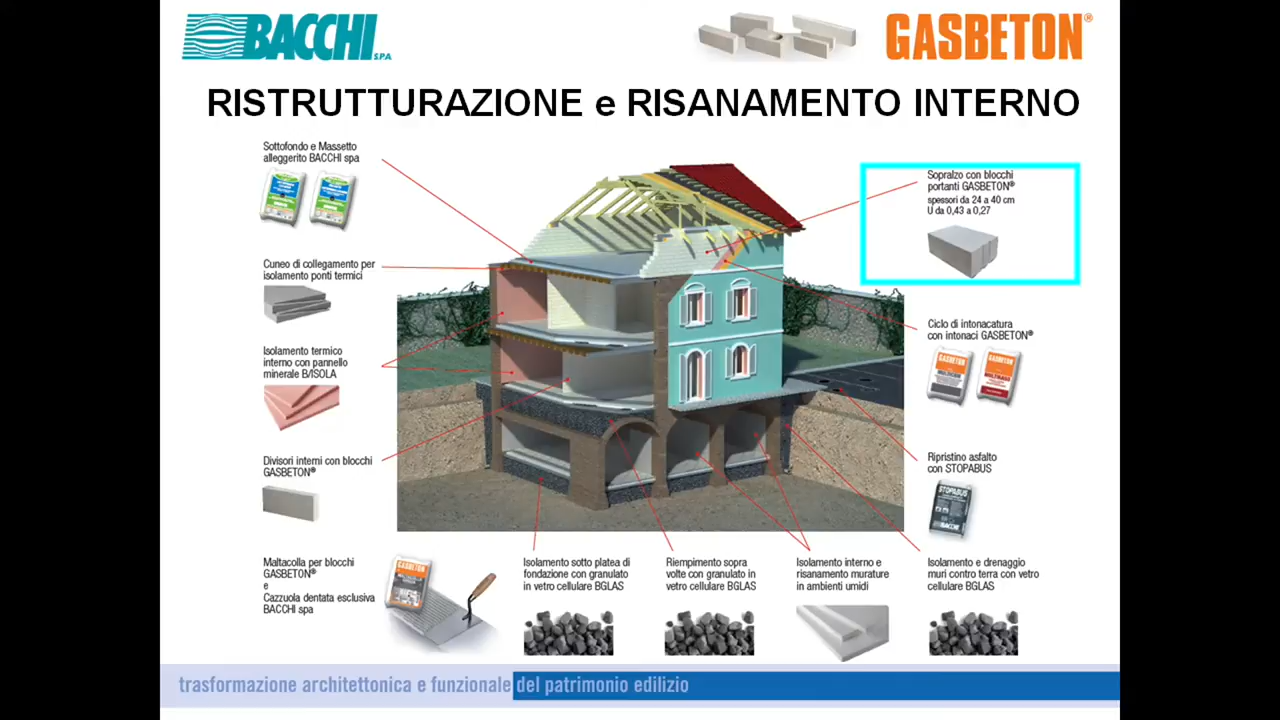 BACCHI SPA
GASBETON®
RISTRUTTURAZIONE e RISANAMENTO INTERNO
Sottofondo e Massetto
alleggerito BACCHI spa
Sopralzo con blocchi
portanti GASBETON®
spessori da 24 a 40 cm
U da 0,43 a 0,27
Cuneo di collegamento per
isolamento ponti termici
Ciclo di intonacatura
con intonaci GASBETON®
GASBETON
GASBETON
Isolamento termico
interno con pannello
minerale B/ISOLA
Divisori interni con blocchi
GASBETON®
Ripristino asfalto
con STOPABUS
STOPABUS
BACCHI
Maltacolla per blocchi
GASBETON®
e
Cazzuola dentata esclusiva
BACCHI spa
GASBETON
Isolamento sotto platea di
fondazione con granulato
in vetro cellulare BGLAS
Riempimento sopra
volte con granulato in
vetro cellulare BGLAS
Isolamento interno e
risanamento murature
in ambienti umidi
Isolamento e drenaggio
muri contro terra con vetro
cellulare BGLAS
trasformazione architettonica e funzionale del patrimonio edilizio